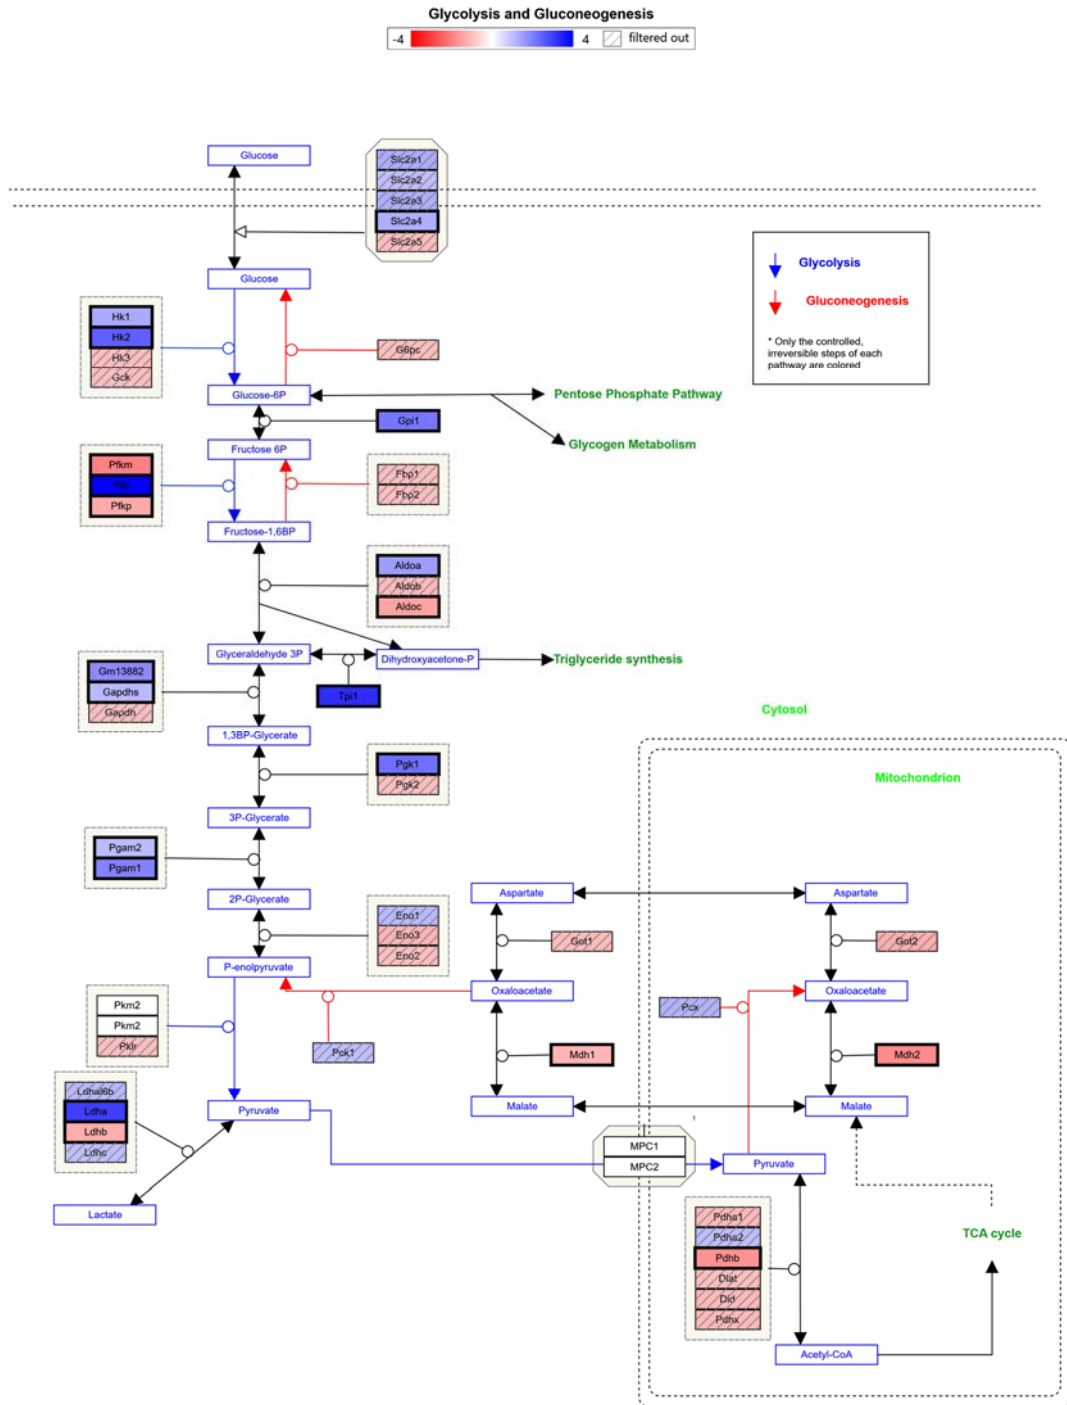 Glycolysis and Gluconeogenesis
-4
4
filtered out
Glucose
Slc2a1
Slc2a2
Slc2a3
Slc2a4
Slc2a5
Glucose
Glycolysis
Gluconeogenesis
* Only the controlled,
irreversible steps of each
pathway are colored
Hk1
Hk2
Hk3
Gck
G6pc
Glucose-6P
Pentose Phosphate Pathway
Gpi1
Glycogen Metabolism
Fructose 6P
Pfkm
Pfkp
Fbp1
Fbp2
Fructose-1,6BP
Aldoa
Aldob
Aldoc
Glyceraldehyde 3P
Dihydroxyacetone-P
Triglyceride synthesis
Gm13882
Gapdhs
Gapdh
Tpi1
Cytosol
1,3BP-Glycerate
Pgk1
Pgk2
Mitochondrion
3P-Glycerate
Pgam2
Pgam1
2P-Glycerate
Aspartate
Aspartate
Eno1
Eno3
Eno2
Got1
Got2
P-enolpyruvate
Oxaloacetate
Oxaloacetate
Pkm2
Pkm2
Pklr
Pcx
Pck1
Mdh1
Mdh2
Ldhal6b
Ldha
Ldhb
Ldhc
Pyruvate
Malate
Malate
1
MPC1
MPC2
Pyruvate
Lactate
Pdha1
Pdha2
Pdhb
Dlat
Dld
Pdhx
TCA cycle
Acetyl-CoA